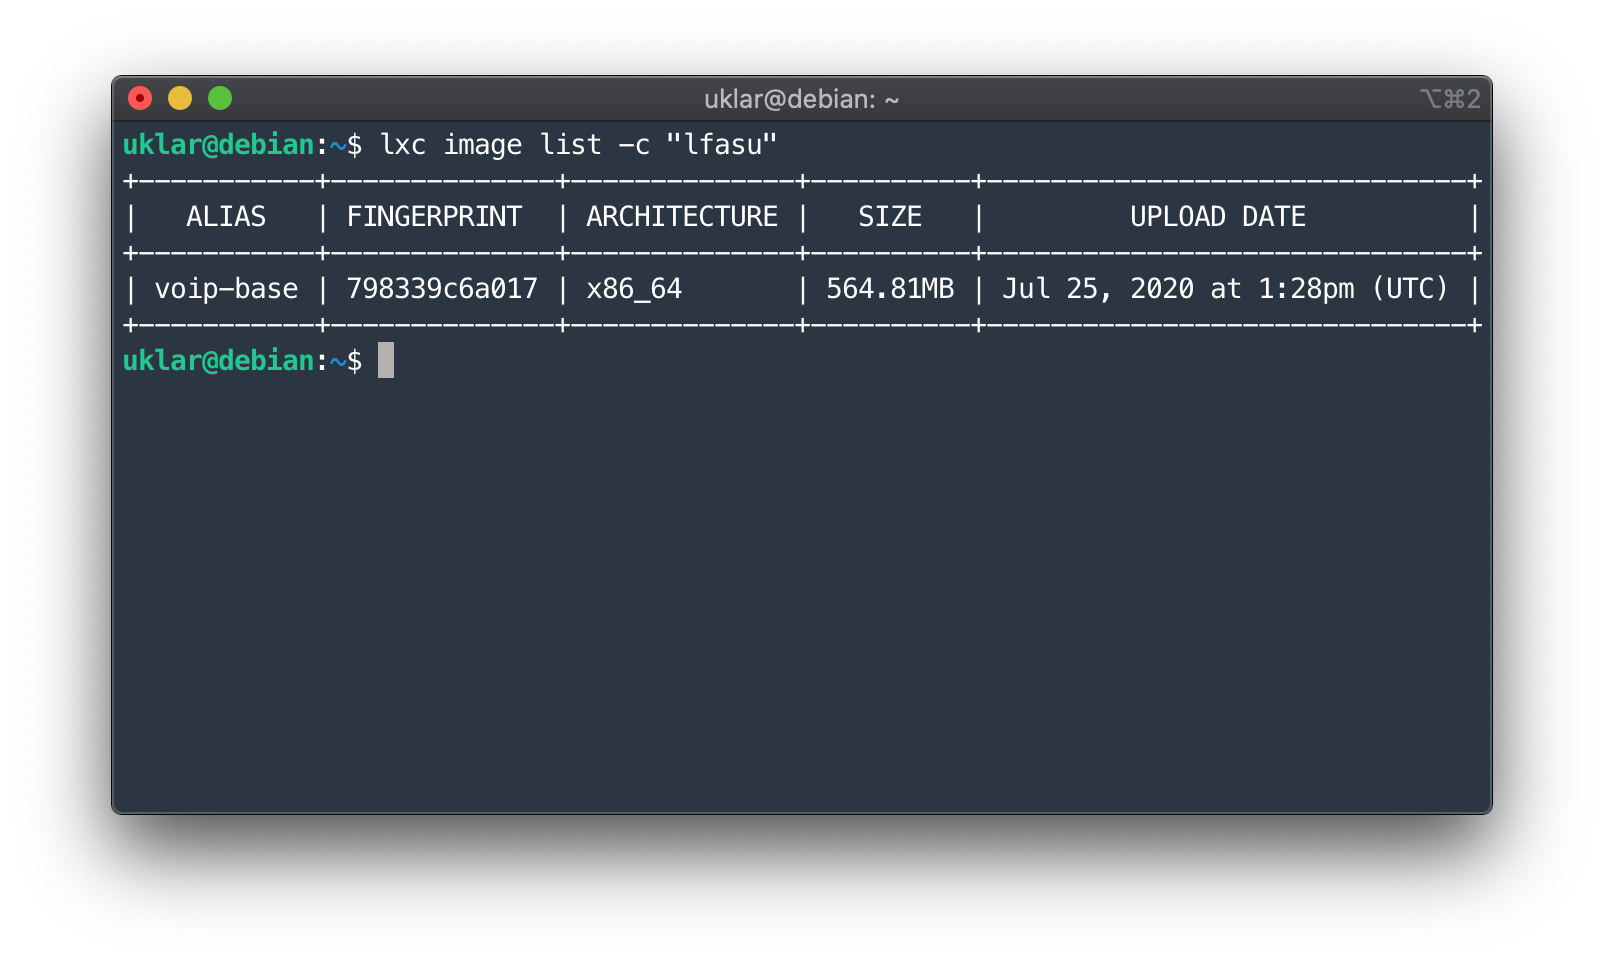 uklar@debian: ~
⌥⌘2
uklar@debian:~$ lxc image list -c "lfasu"
+-----------+--------------+--------------+----------+------------------------------+
|   ALIAS   | FINGERPRINT  | ARCHITECTURE |   SIZE   |         UPLOAD DATE          |
+-----------+--------------+--------------+----------+------------------------------+
| voip-base | 798339c6a017 | x86_64       | 564.81MB | Jul 25, 2020 at 1:28pm (UTC) |
+-----------+--------------+--------------+----------+------------------------------+
uklar@debian:~$